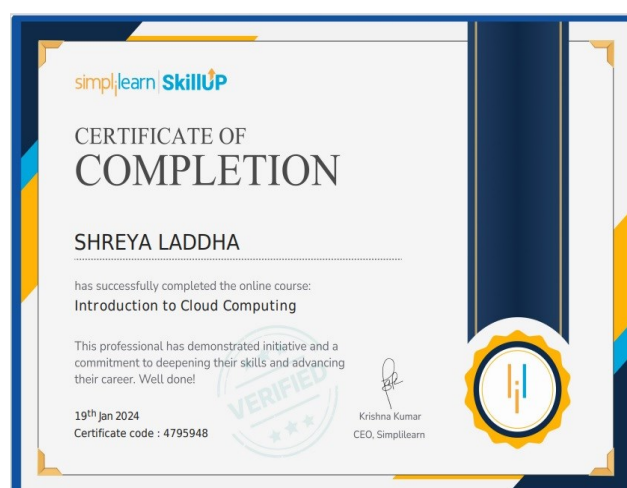 simplilearn | SkillUP
CERTIFICATE OF
COMPLETION
SHREYA LADDHA
has successfully completed the online course:
Introduction to Cloud Computing
This professional has demonstrated initiative and a
commitment to deepening their skills and advancing
their career. Well done!
VERIFIED
19th Jan 2024
Certificate code : 4795948
Krishna Kumar
CEO, Simplilearn